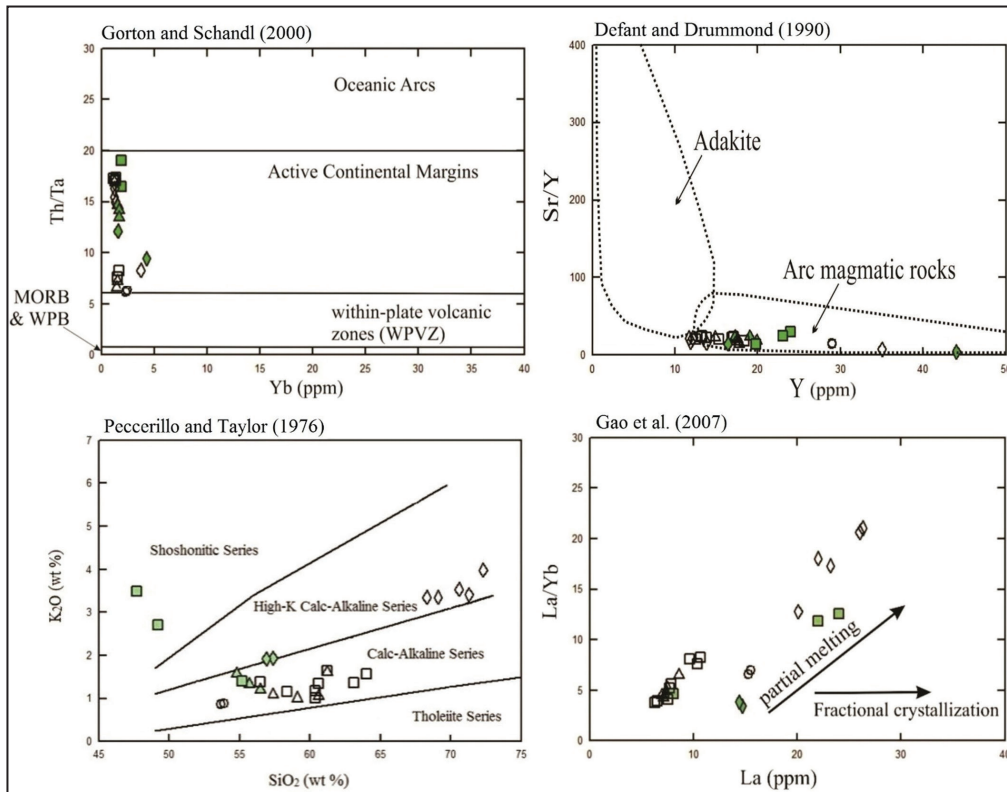 Gorton and Schandl (2000)
30
25
20
15
10
5
0
Th/Ta
Oceanic Arcs
Active Continental Margins
within-plate volcanic
zones (WPVZ)
MORB
& WPB
0 5 10 15 20 25 30 35 40
Yb (ppm)
Defant and Drummond (1990)
400
300
200
100
0
Sr/Y
Adakite
Arc magmatic rocks
0 10 20 30 40 50
Y (ppm)
Peccerillo and Taylor (1976)
7
6
5
4
3
2
1
0
K₂O (wt %)
Shoshonitic Series
High-K Calc-Alkaline Series
Calc-Alkaline Series
Tholeiite Series
45 50 55 60 65 70 75
SiO₂ (wt %)
Gao et al. (2007)
30
25
20
15
10
5
0
La/Yb
partial melting
Fractional crystallization
0 10 20 30 40
La (ppm)